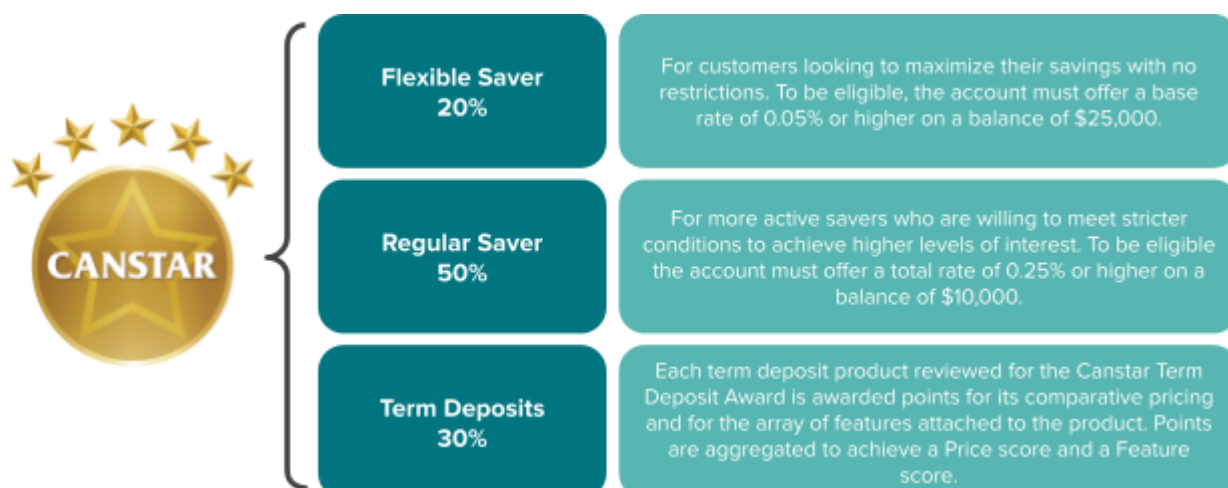 CANSTAR
Flexible Saver
20%
For customers looking to maximize their savings with no
restrictions. To be eligible, the account must offer a base
rate of 0.05% or higher on a balance of $25,000.
Regular Saver
50%
For more active savers who are willing to meet stricter
conditions to achieve higher levels of interest. To be eligible
the account must offer a total rate of 0.25% or higher on a
balance of $10,000.
Term Deposits
30%
Each term deposit product reviewed for the Canstar Term
Deposit Award is awarded points for its comparative pricing
and for the array of features attached to the product. Points
are aggregated to achieve a Price score and a Feature
score.